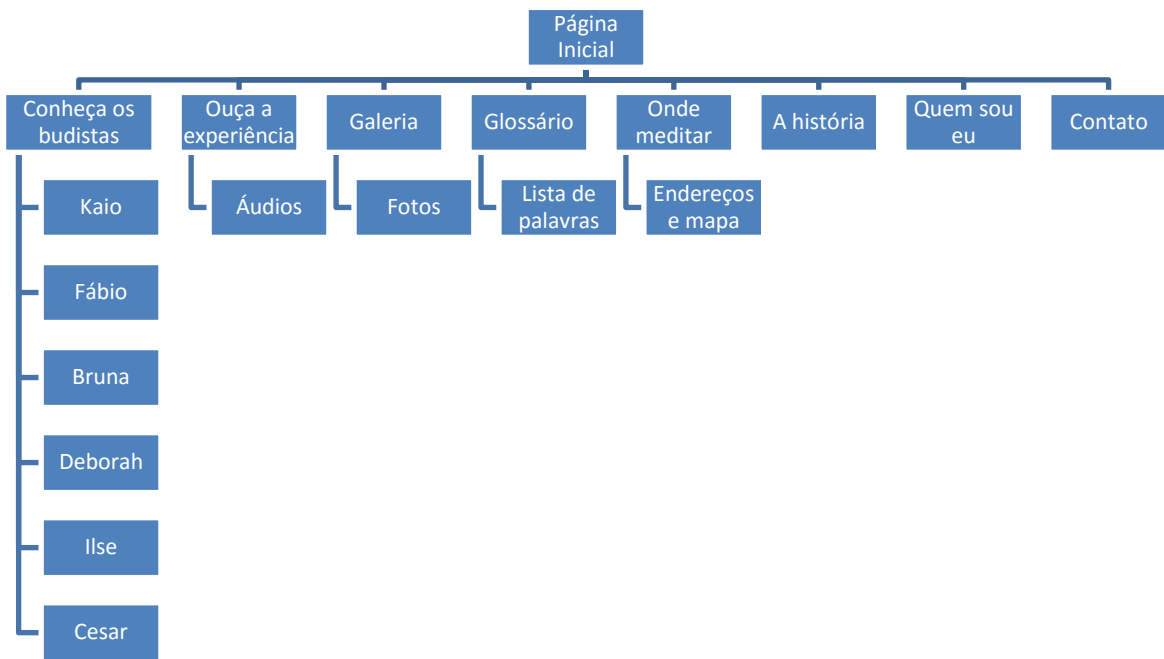 Página
Inicial
Conheça os
budistas
Ouça a
experiência
Galeria
Glossário
Onde
meditar
A história
Quem sou
eu
Contato
Kaio
Áudios
Fotos
Lista de
palavras
Endereços
e mapa
Fábio
Bruna
Deborah
Ilse
Cesar